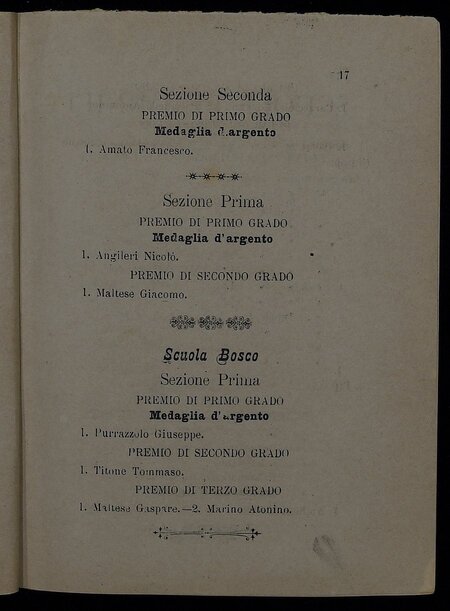 17
Sezione Seconda
PREMIO DI PRIMO GRADO
Medaglia d'argento
1. Amato Francesco.
Sezione Prima
PREMIO DI PRIMO GRADO
Medaglia d'argento
1. Angileri Nicoló.
PREMIO DI SECONDO GRADO
1. Maltese Giacomo.
Scuola Bosco
Sezione Prima
PREMIO DI PRIMO GRADO
Medaglia d'argento
1. Purrazzolo Giuseppe.
PREMIO DI SECONDO GRADO
1. Titone Tommaso.
PREMIO DI TERZO GRADO
1. Maltese Gaspare.—2. Marino Atonino.